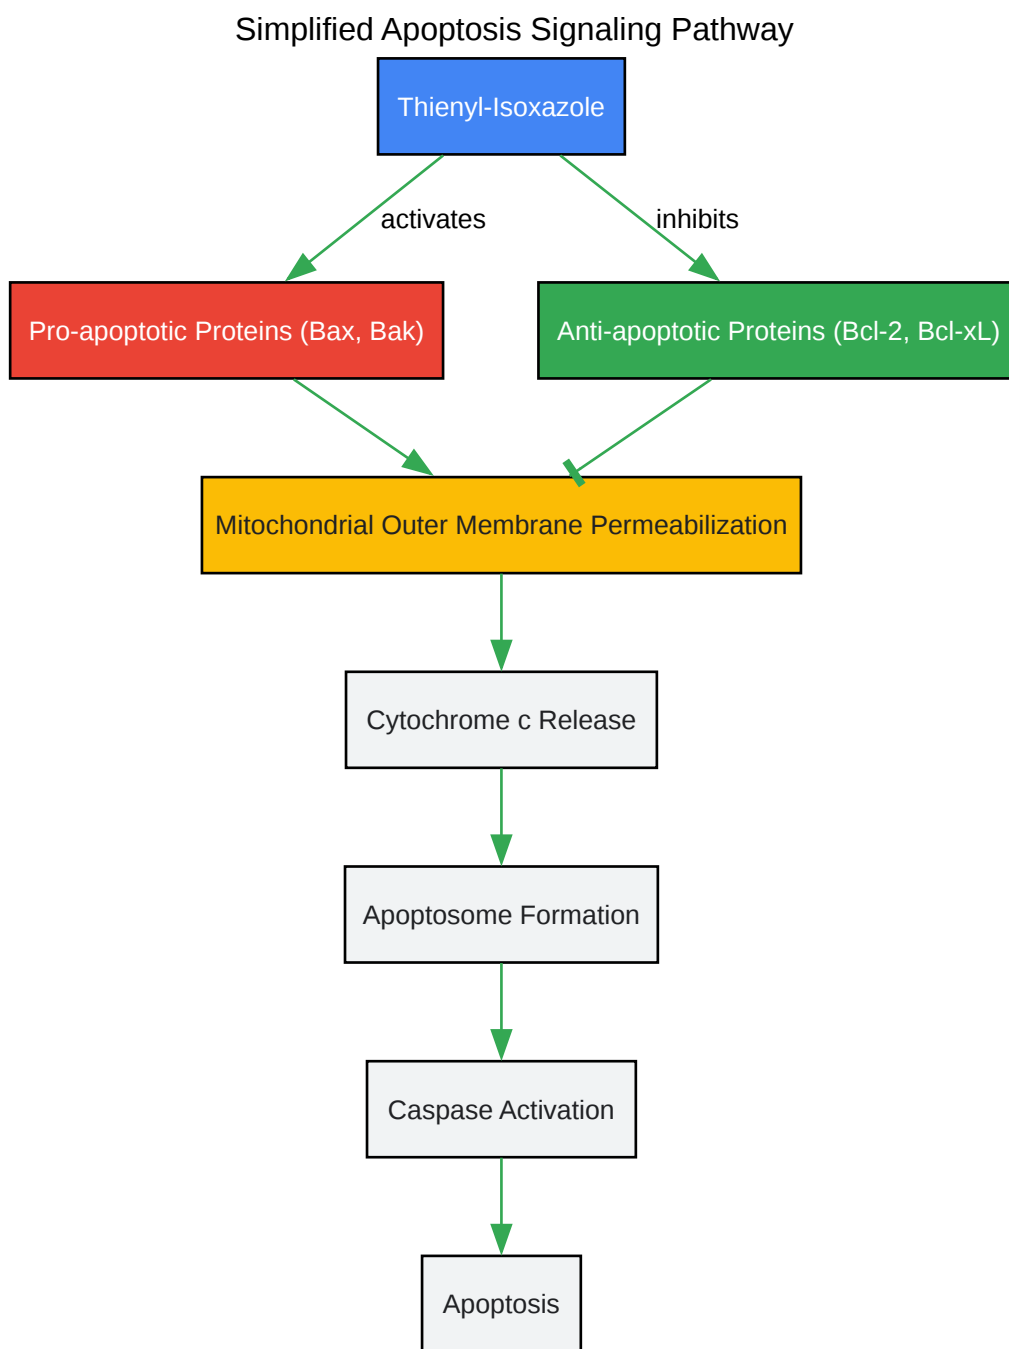 Simplified Apoptosis Signaling Pathway
Thienyl-Isoxazole
activates
inhibits
Pro-apoptotic Proteins (Bax, Bak)
Anti-apoptotic Proteins (Bcl-2, Bcl-xL)
Mitochondrial Outer Membrane Permeabilization
Cytochrome c Release
Apoptosome Formation
Caspase Activation
Apoptosis